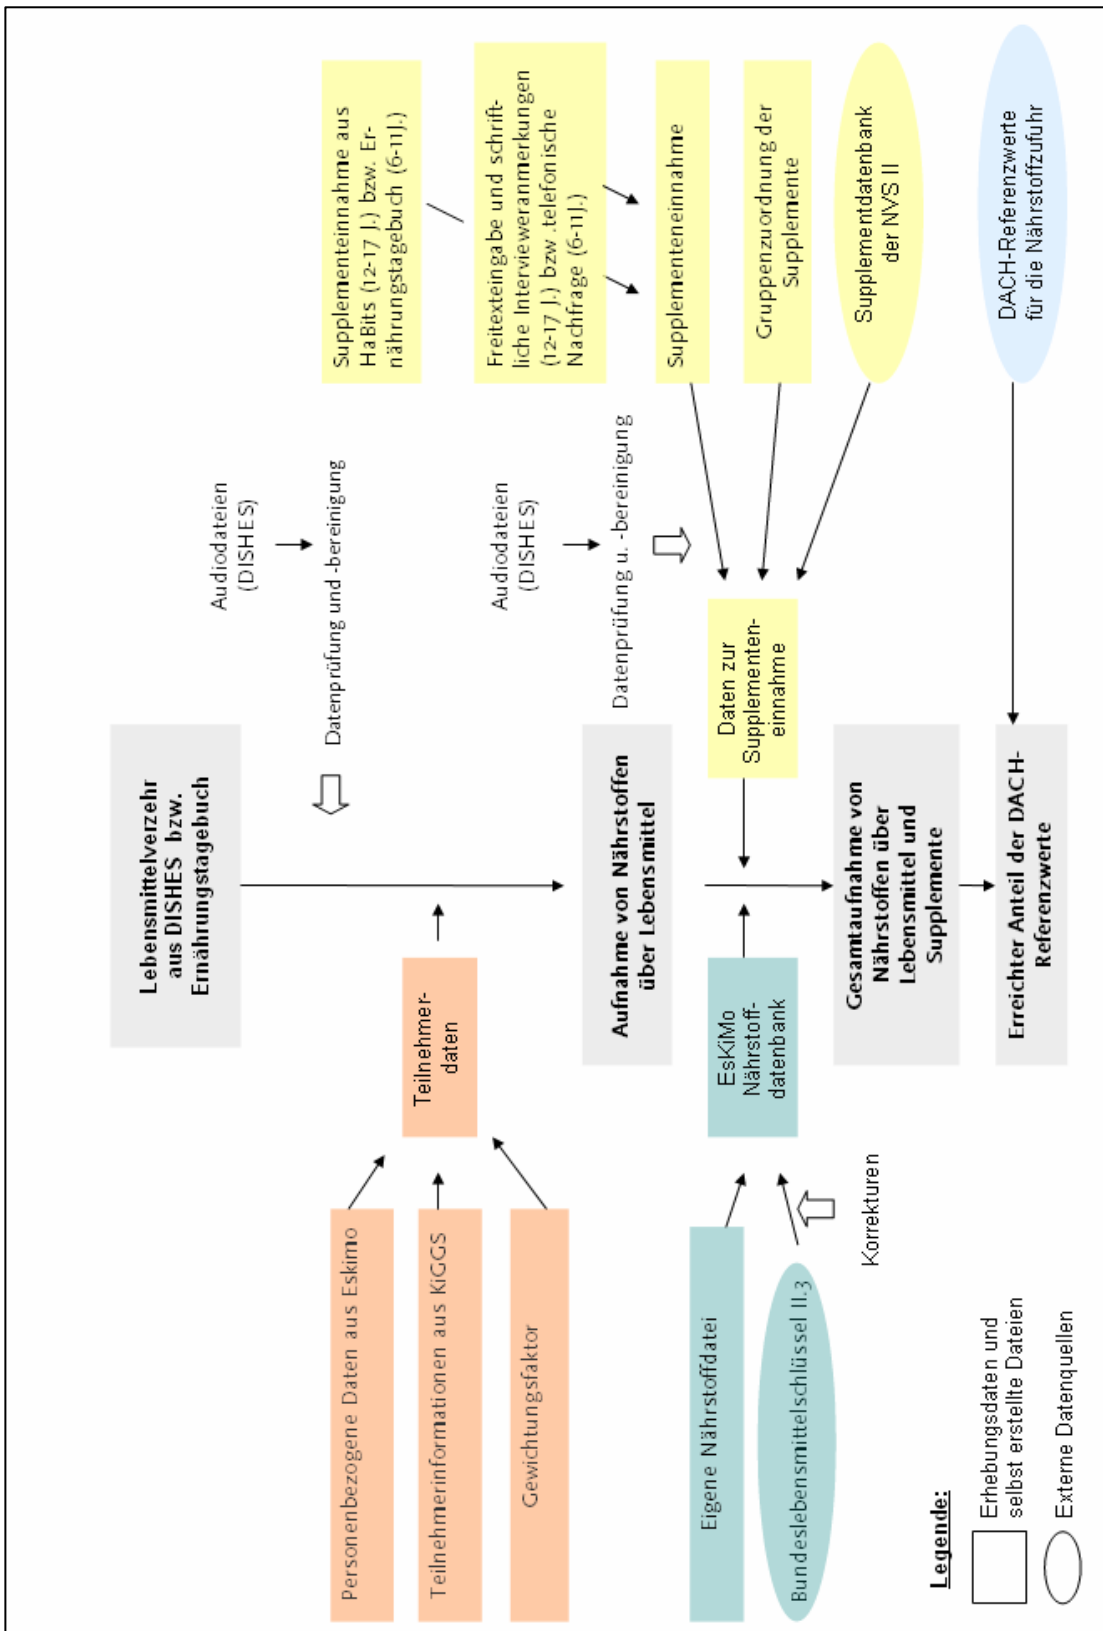 Lebensmittelverzehr
aus DISHES  bzw.
Ernährungstagebuch
Audiodateien
(DISHES)
Datenprüfung und -bereinigung
Supplementeinnahme aus
HaBits (12-17 J.) bzw. Er-
nährungstagebuch (6-11J.)
Personenbezogene Daten aus Eskimo
Teilnehmerinformationen aus KiGGS
Gewichtungsfaktor
Teilnehmer-
daten
Freitexteingabe und schrift-
liche Intervieweranmerkungen
(12-17 J.) bzw .telefonische
Nachfrage (6-11J.)
Audiodateien
(DISHES)
Datenprüfung u. -bereinigung
Aufnahme von Nährstoffen
über Lebensmittel
Supplementeneinnahme
Gruppenzuordnung der
Supplemente
Supplementdatenbank
der NVS II
Daten zur
Supplementen-
einnahme
Eigene Nährstoffdatei
Bundeslebensmittelschlüssel II.3
Korrekturen
EsKiMo
Nährstoff-
datenbank
Gesamtaufnahme von
Nährstoffen über
Lebensmittel und
Supplemente
DACH-Referenzwerte
für die Nährstoffzufuhr
Erreichter Anteil der DACH-
Referenzwerte
Legende:
Erhebungsdaten und
selbst erstellte Dateien
Externe Datenquellen